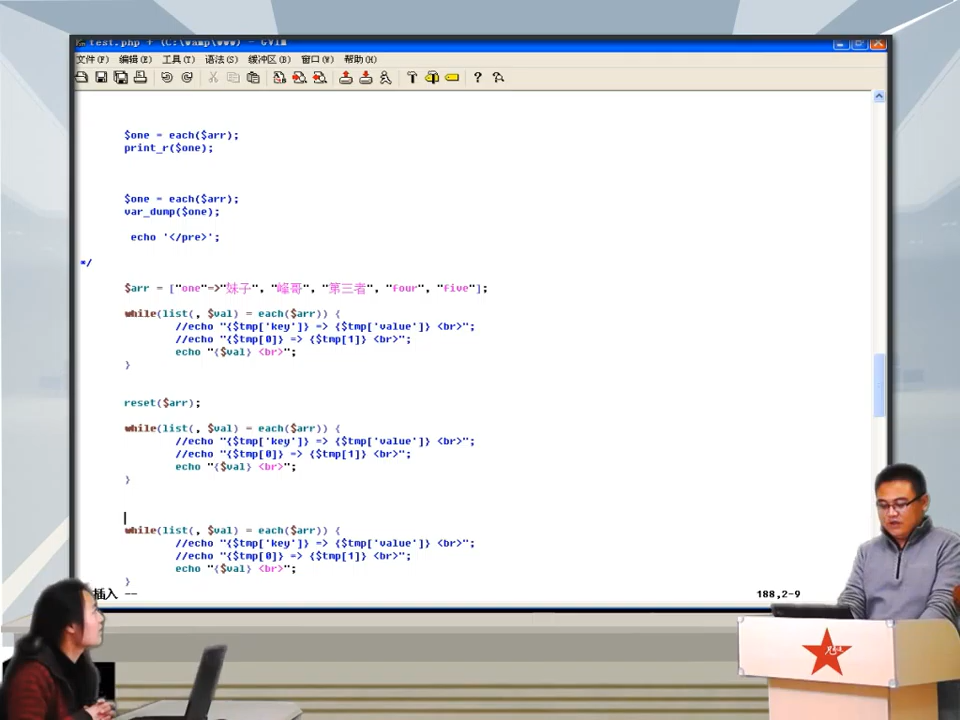 test.php + (C:\wamp\www) - GVIM
文件(F) 编辑(E) 工具(T) 语法(S) 缓冲区(B) 窗口(W) 帮助(H)
$one = each($arr);
print_r($one);
$one = each($arr);
var_dump($one);
echo '</pre>';
*/
$arr = ["one"=>"妹子", "峰哥", "第三者", "four", "five"];
while(list(, $val) = each($arr)) {
//echo "{$tmp['key']} => {$tmp['value']} <br>";
//echo "{$tmp[0]} => {$tmp[1]} <br>";
echo "{$val} <br>";
}
reset($arr);
while(list(, $val) = each($arr)) {
//echo "{$tmp['key']} => {$tmp['value']} <br>";
//echo "{$tmp[0]} => {$tmp[1]} <br>";
echo "{$val} <br>";
}
while(list(, $val) = each($arr)) {
//echo "{$tmp['key']} => {$tmp['value']} <br>";
//echo "{$tmp[0]} => {$tmp[1]} <br>";
echo "{$val} <br>";
}
插入 -- 188,2-9